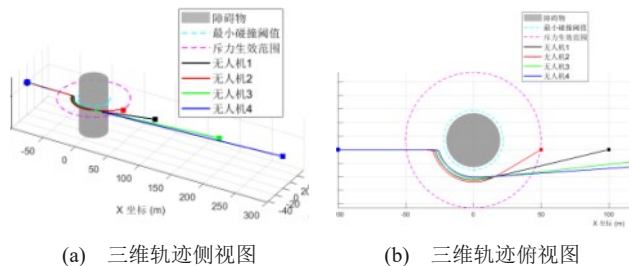 障碍物
最小碰撞阈值
斥力生效范围
无人机1
无人机2
无人机3
无人机4
-50
0
50
100
150
200
250
300
-40
-20
0
20
X 坐标 (m)
障碍物
最小碰撞阈值
斥力生效范围
无人机1
无人机2
无人机3
无人机4
-50
0
50
100
X 坐标 (m)
(a) 三维轨迹侧视图
(b) 三维轨迹俯视图